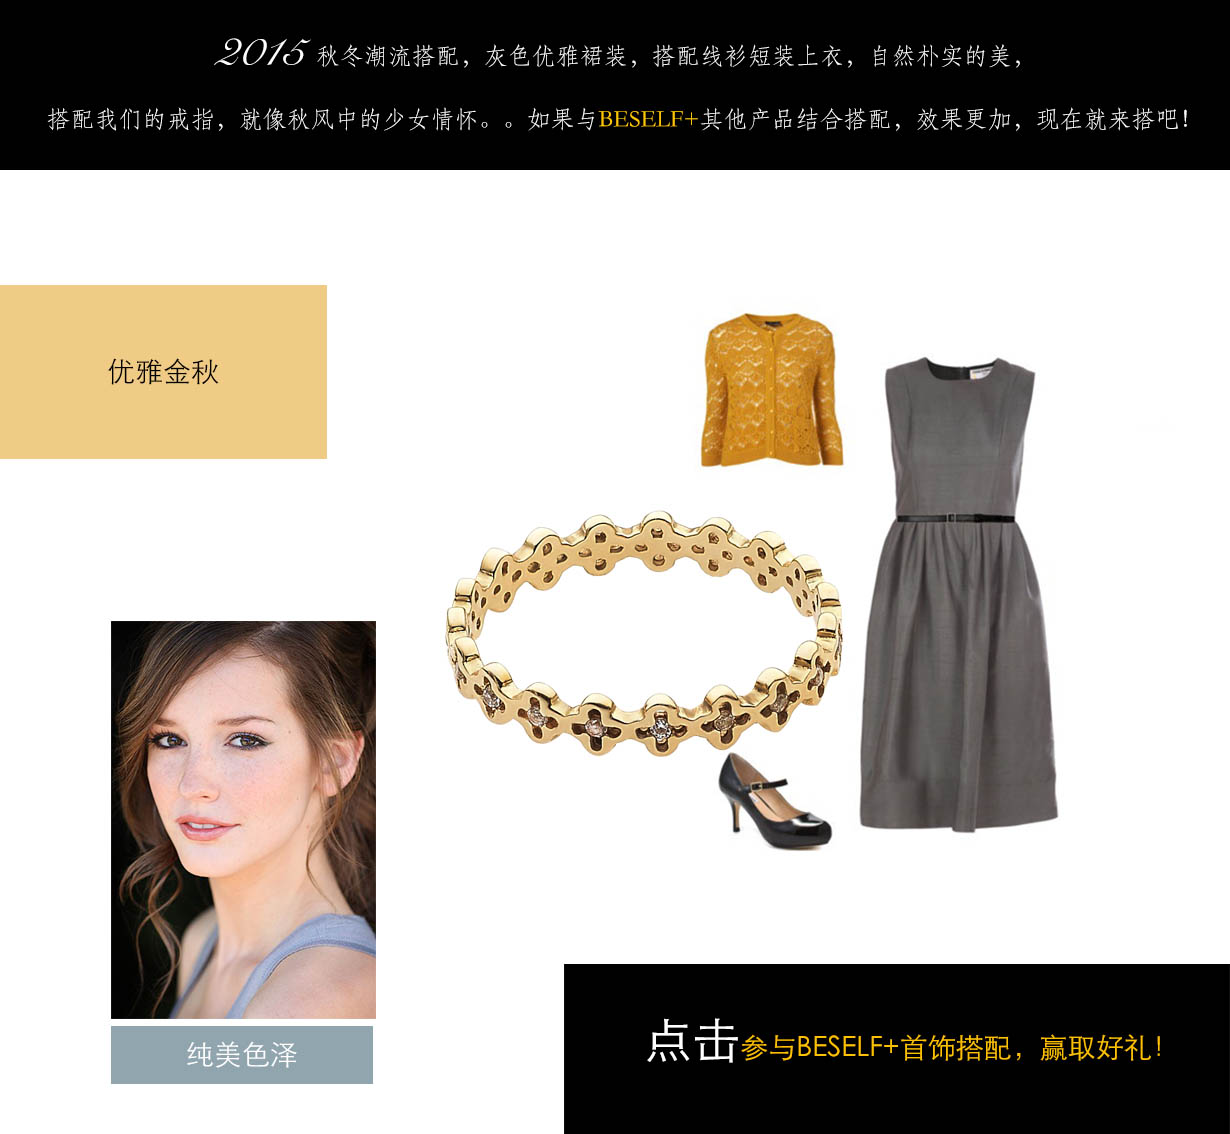 2015 秋冬潮流搭配，灰色优雅裙装，搭配线衫短装上衣，自然朴实的美，
搭配我们的戒指，就像秋风中的少女情怀。。如果与BESELF+其他产品结合搭配，效果更加，现在就来搭吧！
优雅金秋
纯美色泽
点击参与BESELF+首饰搭配，赢取好礼！